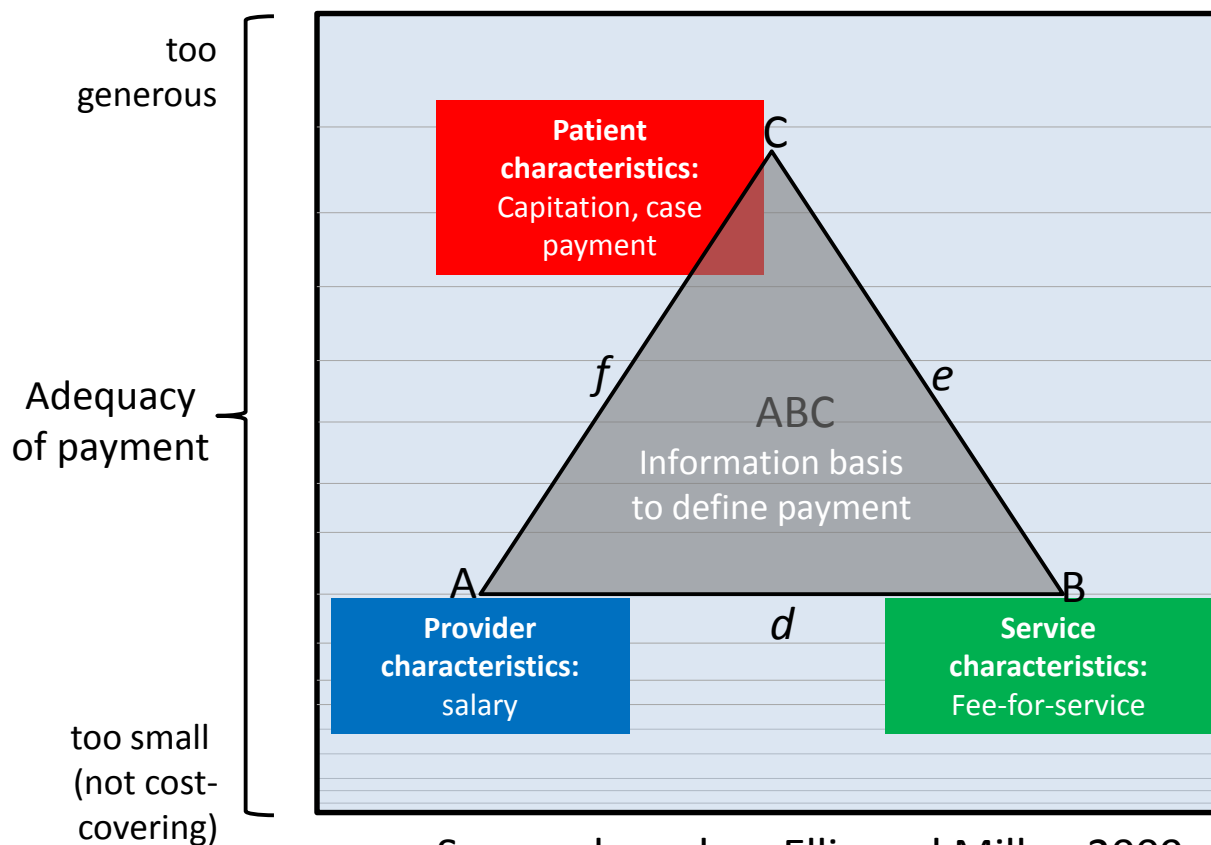 too
generous
Patient
characteristics:
Capitation, case
payment
C
f
e
Adequacy
of payment
ABC
Information basis
to define payment
A
B
d
Provider
characteristics:
salary
Service
characteristics:
Fee-for-service
too small
(not cost-
covering)